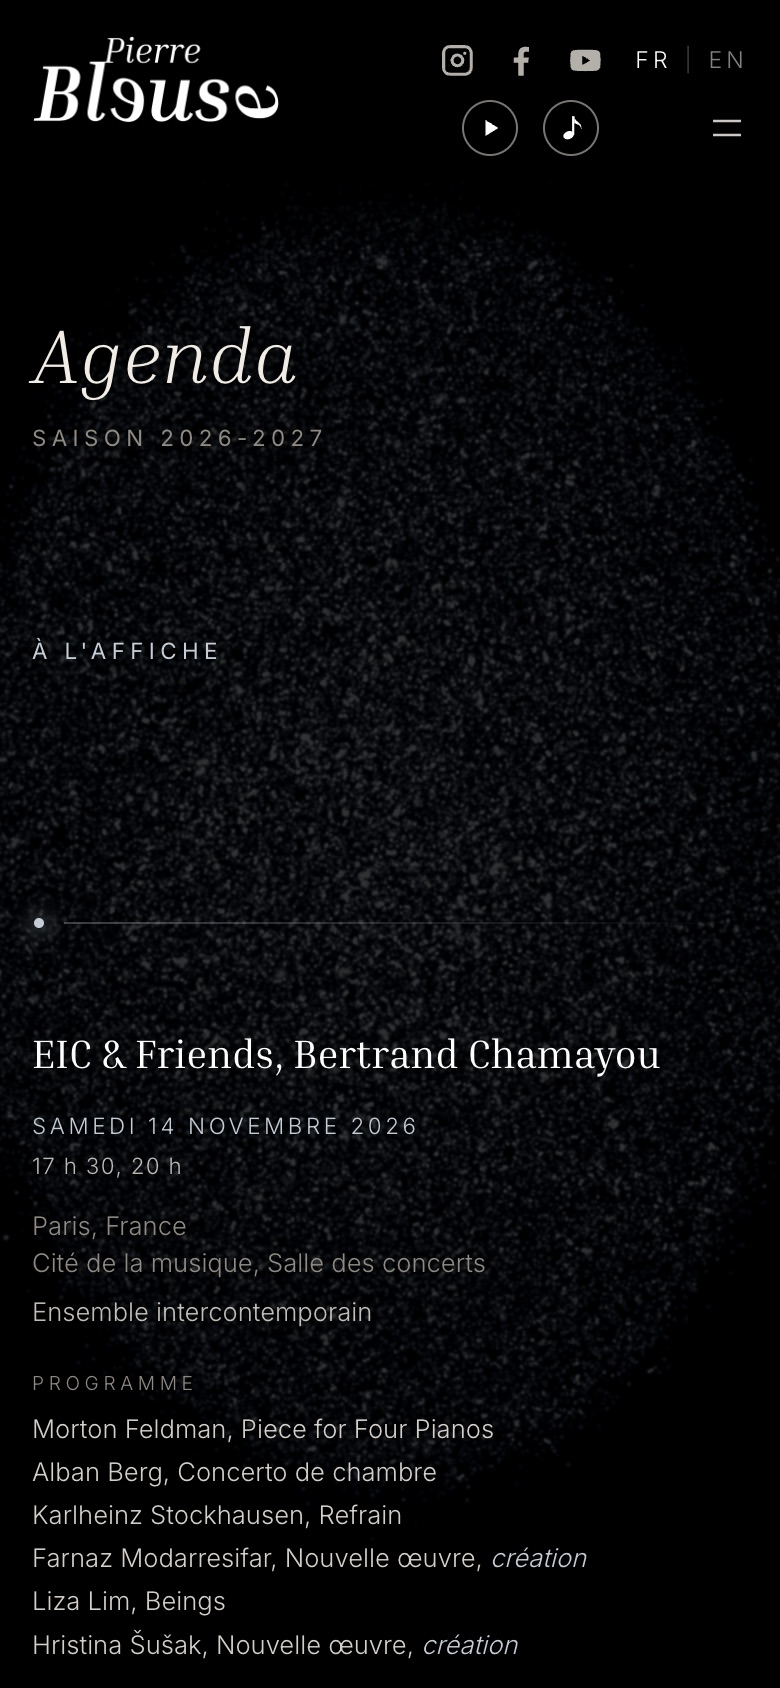 Pierre
Bleuse
FR | EN
Agenda
SAISON 2026-2027
À L'AFFICHE
EIC & Friends, Bertrand Chamayou
SAMEDI 14 NOVEMBRE 2026
17 h 30, 20 h
Paris, France
Cité de la musique, Salle des concerts
Ensemble intercontemporain
PROGRAMME
Morton Feldman, Piece for Four Pianos
Alban Berg, Concerto de chambre
Karlheinz Stockhausen, Refrain
Farnaz Modarresifar, Nouvelle œuvre, création
Liza Lim, Beings
Hristina Šušak, Nouvelle œuvre, création